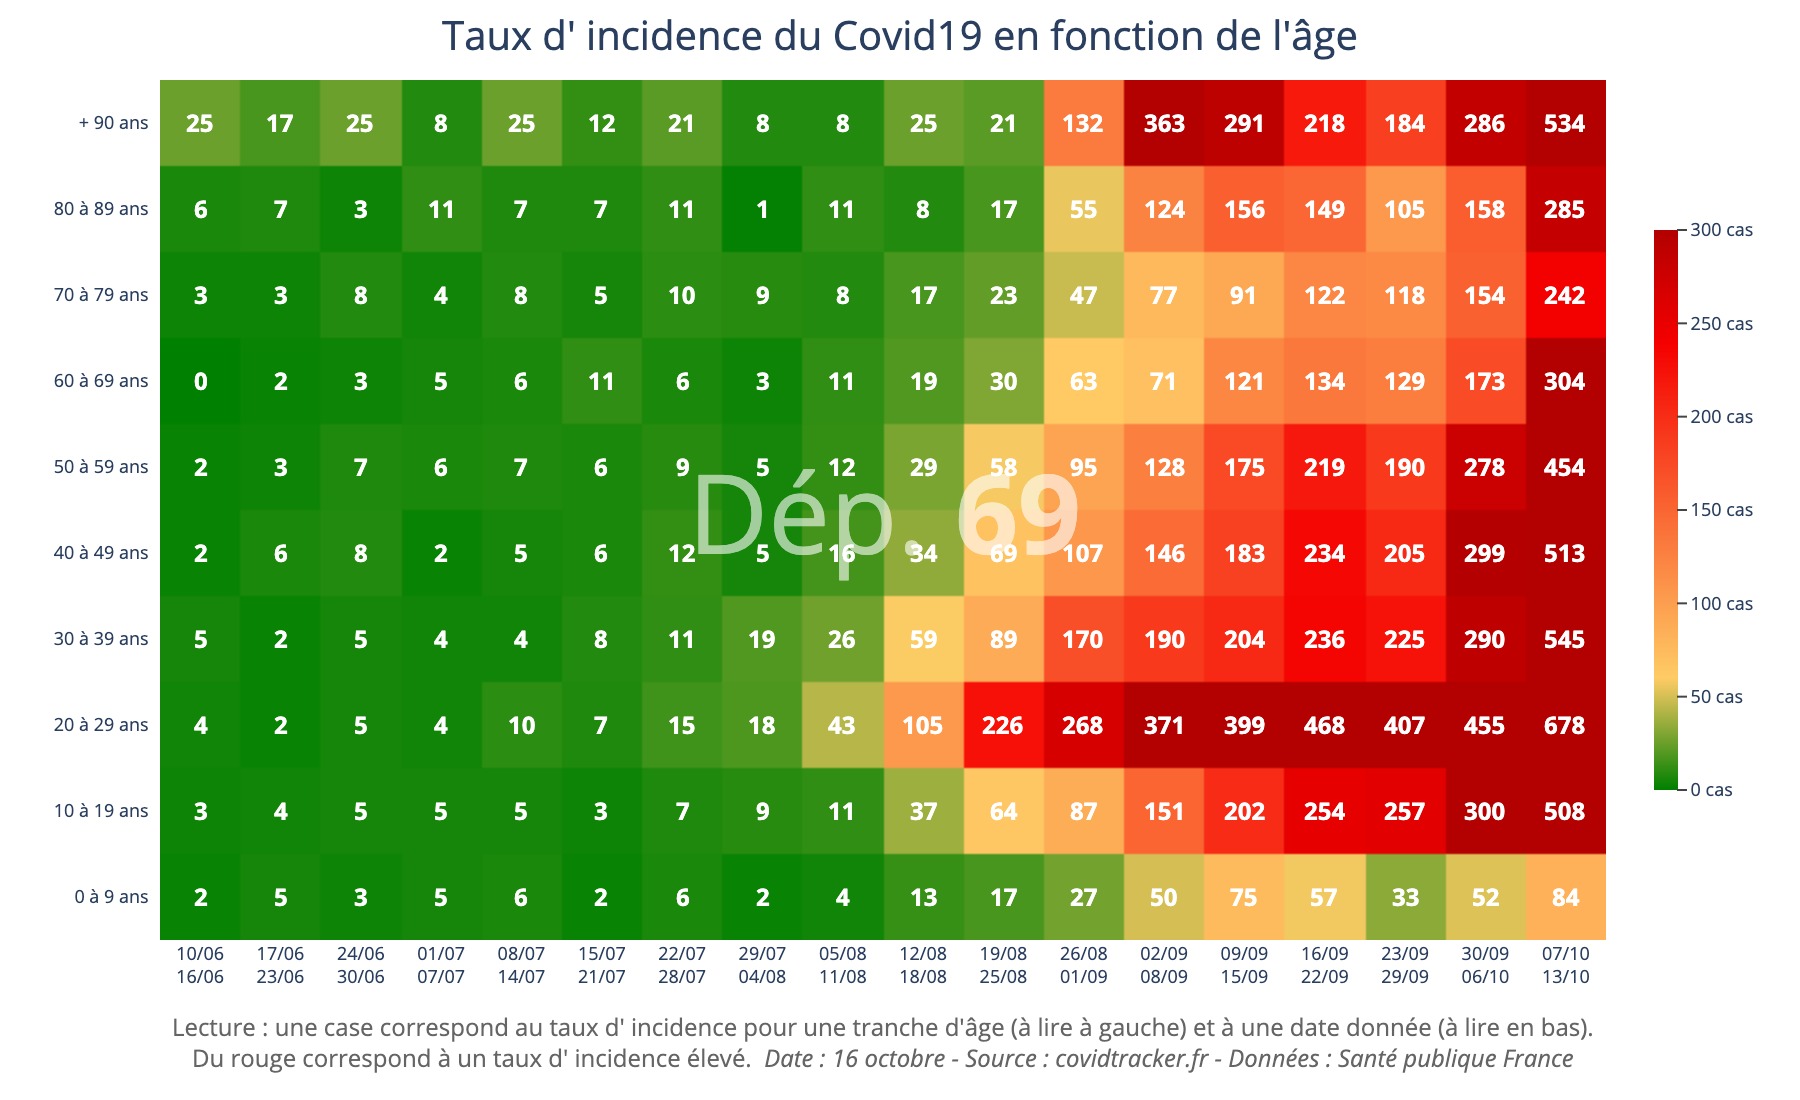 Taux d' incidence du Covid19 en fonction de l'âge
+ 90 ans 25 17 25 8 25 12 21 8 8 25 21 132 363 291 218 184 286 534
80 à 89 ans 6 7 3 11 7 7 11 1 11 8 17 55 124 156 149 105 158 285
70 à 79 ans 3 3 8 4 8 5 10 9 8 17 23 47 77 91 122 118 154 242
60 à 69 ans 0 2 3 5 6 11 6 3 11 19 30 63 71 121 134 129 173 304
50 à 59 ans 2 3 7 6 7 6 9 5 12 29 58 95 128 175 219 190 278 454
Dép. 69
40 à 49 ans 2 6 8 2 5 6 12 5 16 34 69 107 146 183 234 205 299 513
30 à 39 ans 5 2 5 4 4 8 11 19 26 59 89 170 190 204 236 225 290 545
20 à 29 ans 4 2 5 4 10 7 15 18 43 105 226 268 371 399 468 407 455 678
10 à 19 ans 3 4 5 5 5 3 7 9 11 37 64 87 151 202 254 257 300 508
0 à 9 ans 2 5 3 5 6 2 6 2 4 13 17 27 50 75 57 33 52 84
10/06 17/06 24/06 01/07 08/07 15/07 22/07 29/07 05/08 12/08 19/08 26/08 02/09 09/09 16/09 23/09 30/09 07/10
16/06 23/06 30/06 07/07 14/07 21/07 28/07 04/08 11/08 18/08 25/08 01/09 08/09 15/09 22/09 29/09 06/10 13/10
300 cas
250 cas
200 cas
150 cas
100 cas
50 cas
0 cas
Lecture : une case correspond au taux d' incidence pour une tranche d'âge (à lire à gauche) et à une date donnée (à lire en bas).
Du rouge correspond à un taux d' incidence élevé. Date : 16 octobre - Source : covidtracker.fr - Données : Santé publique France